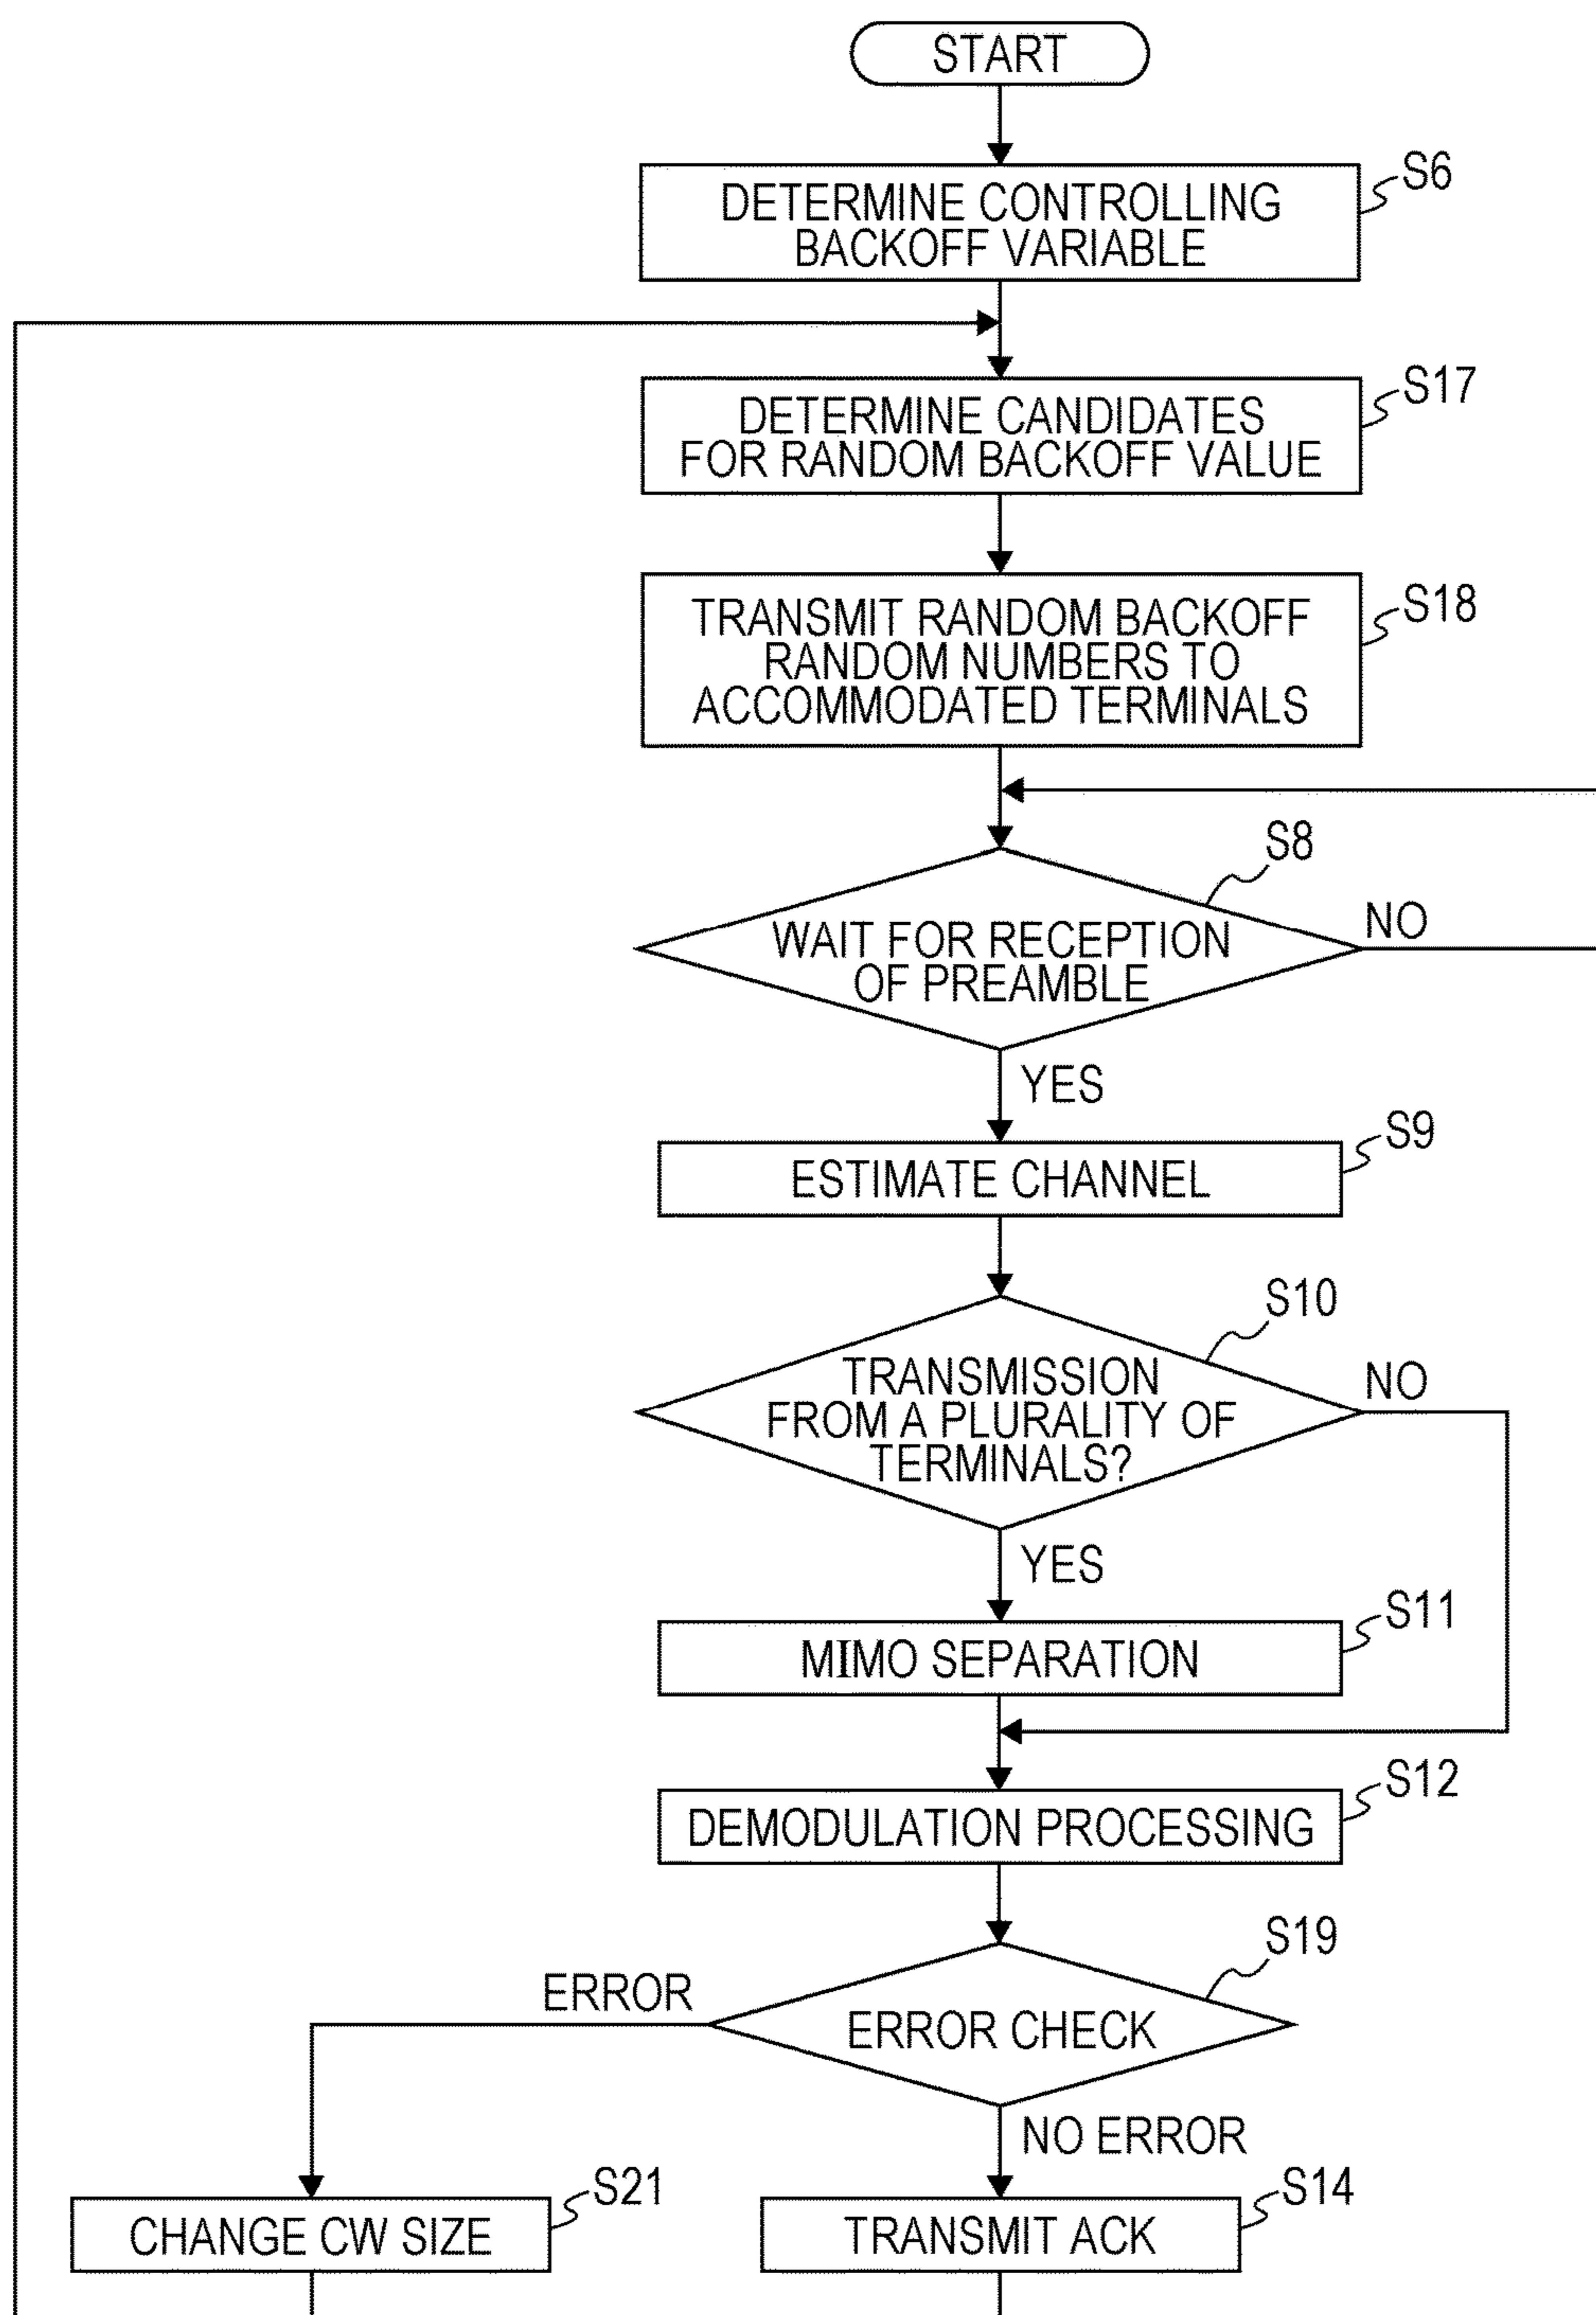 START
S6
DETERMINE CONTROLLING
BACKOFF VARIABLE
S17
DETERMINE CANDIDATES
FOR RANDOM BACKOFF VALUE
S18
TRANSMIT RANDOM BACKOFF
RANDOM NUMBERS TO
ACCOMMODATED TERMINALS
S8
WAIT FOR RECEPTION
OF PREAMBLE
NO
YES
S9
ESTIMATE CHANNEL
S10
TRANSMISSION
FROM A PLURALITY OF
TERMINALS?
NO
YES
S11
MIMO SEPARATION
S12
DEMODULATION PROCESSING
S19
ERROR CHECK
ERROR
NO ERROR
S21
CHANGE CW SIZE
S14
TRANSMIT ACK